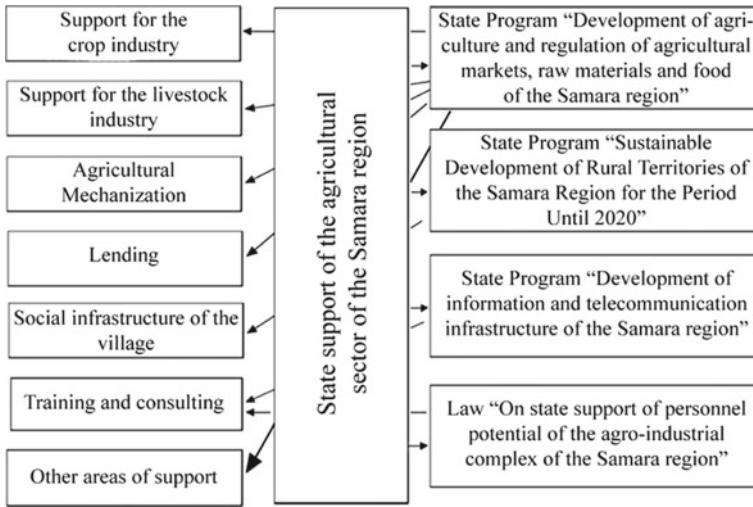 Support for the
crop industry
Support for the livestock
industry
Agricultural
Mechanization
Lending
Social infrastructure of the
village
Training and consulting
Other areas of support
State support of the agricultural
sector of the Samara region
State Program “Development of agri-
culture and regulation of agricultural
markets, raw materials and food
of the Samara region”
State Program “Sustainable
Development of Rural Territories of
the Samara Region for the Period
Until 2020”
State Program “Development of
information and telecommunication
infrastructure of the Samara region”
Law “On state support of personnel
potential of the agro-industrial
complex of the Samara region”